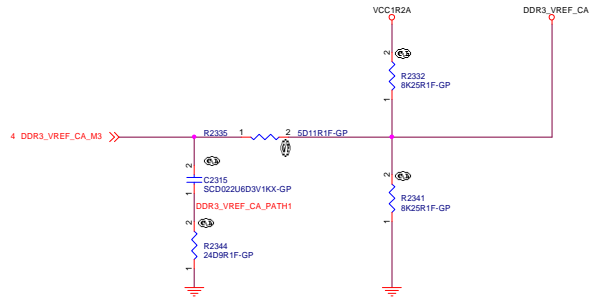 VCC1R2A
DDR3_VREF_CA
2
R2332
8K25R1F-GP
1
4 DDR3_VREF_CA_M3
R2335 1 2 5D11R1F-GP
2
C2315
SCD022U6D3V1KX-GP
1
DDR3_VREF_CA_PATH1
2
R2341
8K25R1F-GP
1
2
R2344
24D9R1F-GP
1